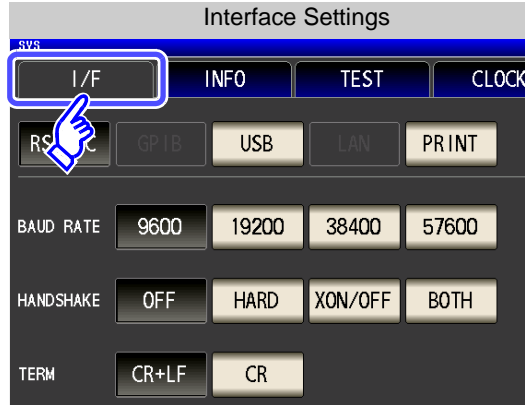 Interface Settings
SYS
I/F INFO TEST CLOCK
GPIB USB LAN PRINT
BAUD RATE 9600 19200 38400 57600
HANDSHAKE OFF HARD XON/OFF BOTH
TERM CR+LF CR